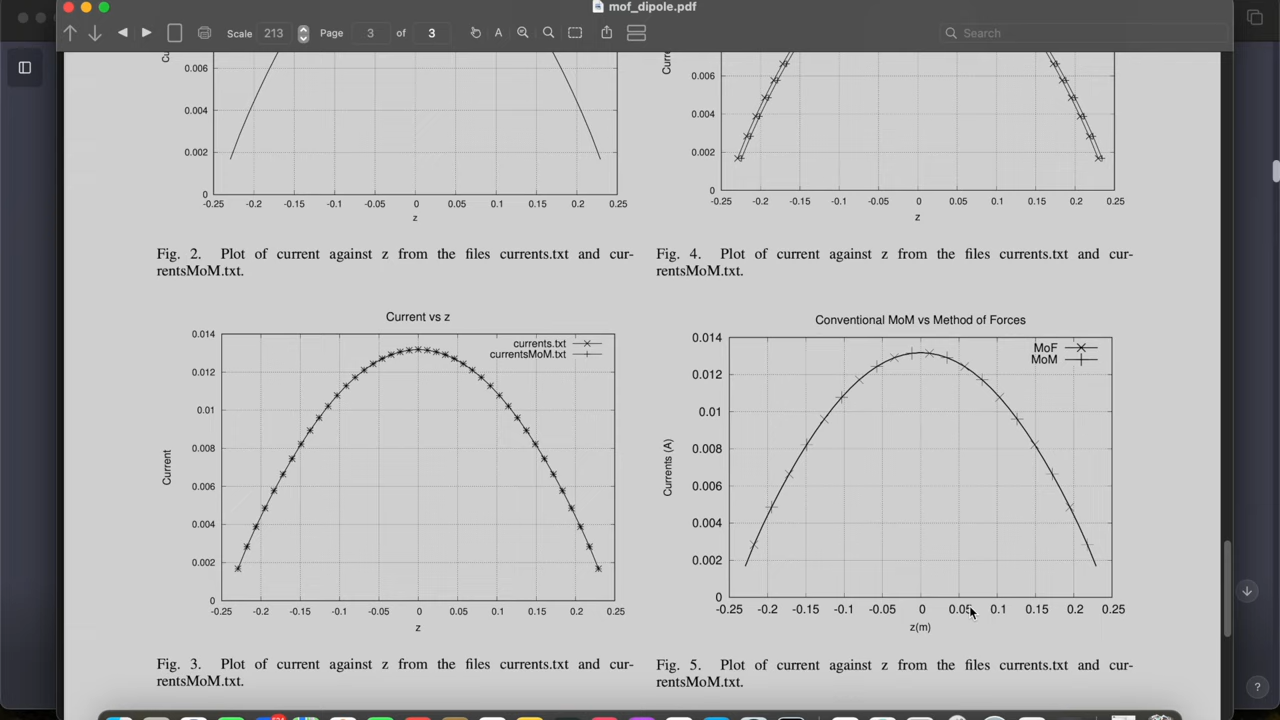 mof_dipole.pdf
Scale 213 Page 3 of 3
A
Search
0.006
0.004
0.002
0
-0.25 -0.2 -0.15 -0.1 -0.05 0 0.05 0.1 0.15 0.2 0.25
z
Fig. 2. Plot of current against z from the files currents.txt and cur-
rentsMoM.txt.
Current vs z
currents.txt
currentsMoM.txt
0.014
0.012
0.01
0.008
0.006
0.004
0.002
0
Current
-0.25 -0.2 -0.15 -0.1 -0.05 0 0.05 0.1 0.15 0.2 0.25
z
Fig. 3. Plot of current against z from the files currents.txt and cur-
rentsMoM.txt.
0.006
0.004
0.002
0
-0.25 -0.2 -0.15 -0.1 -0.05 0 0.05 0.1 0.15 0.2 0.25
z
Fig. 4. Plot of current against z from the files currents.txt and cur-
rentsMoM.txt.
Conventional MoM vs Method of Forces
MoF
MoM
0.014
0.012
0.01
0.008
0.006
0.004
0.002
0
Currents (A)
-0.25 -0.2 -0.15 -0.1 -0.05 0 0.05 0.1 0.15 0.2 0.25
z(m)
Fig. 5. Plot of current against z from the files currents.txt and cur-
rentsMoM.txt.
?